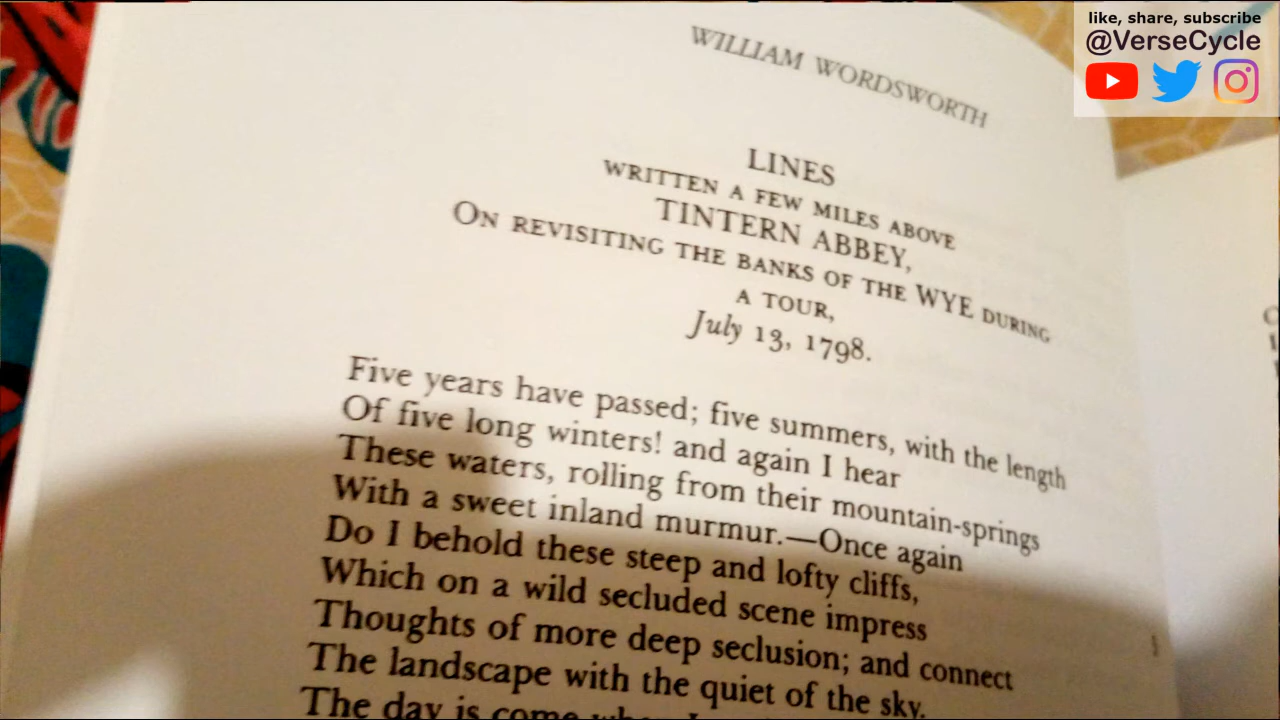 like, share, subscribe
@VerseCycle
WILLIAM WORDSWORTH
LINES
WRITTEN A FEW MILES ABOVE
TINTERN ABBEY,
ON REVISITING THE BANKS OF THE WYE DURING
A TOUR,
July 13, 1798.
Five years have passed; five summers, with the length
Of five long winters! and again I hear
These waters, rolling from their mountain-springs
With a sweet inland murmur.—Once again
Do I behold these steep and lofty cliffs,
Which on a wild secluded scene impress
Thoughts of more deep seclusion; and connect
The landscape with the quiet of the sky.
The day is come when I